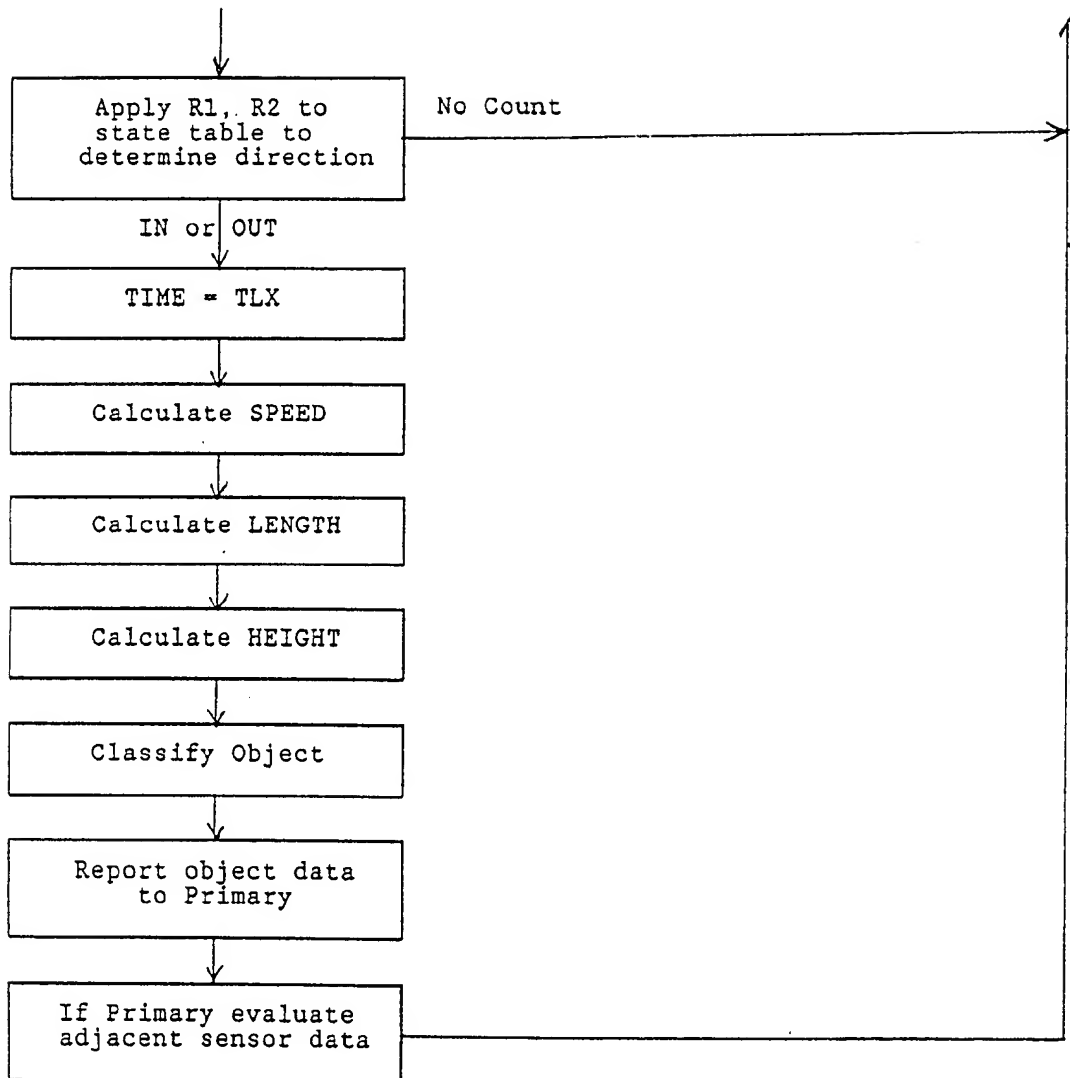 Apply R1, R2 to
state table to
determine direction
No Count
IN or OUT
TIME = TLX
Calculate SPEED
Calculate LENGTH
Calculate HEIGHT
Classify Object
Report object data
to Primary
If Primary evaluate
adjacent sensor data